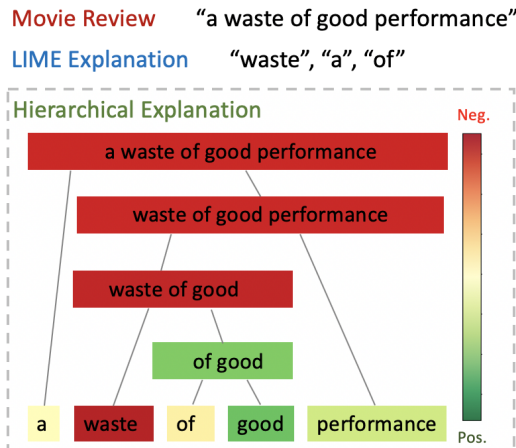 Movie Review “a waste of good performance”
LIME Explanation “waste”, “a”, “of”
Hierarchical Explanation
Neg.
a waste of good performance
waste of good performance
waste of good
of good
a waste of good performance
Pos.